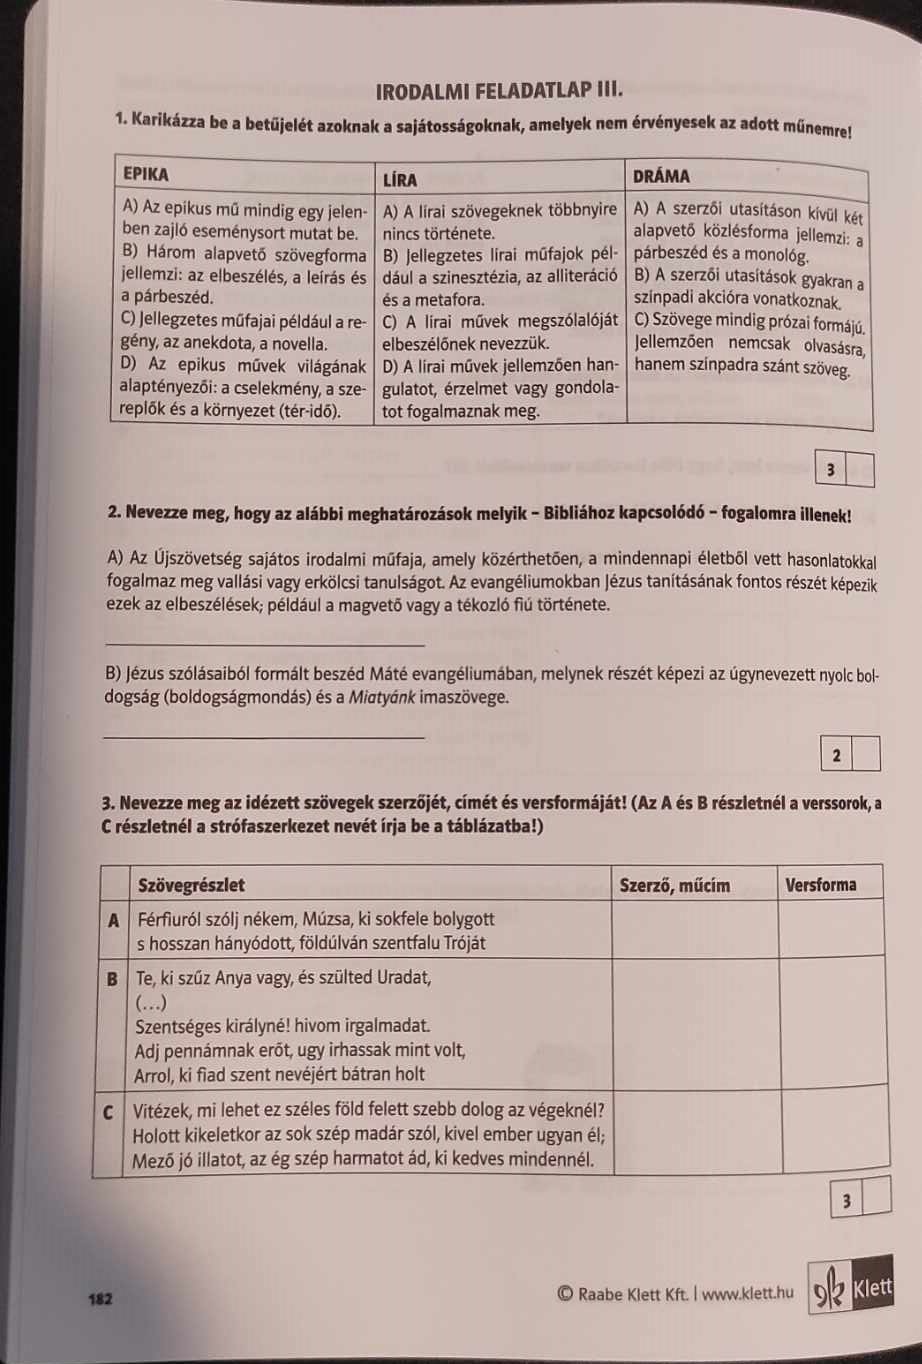 IRODALMI FELADATLAP III.
1. Karikázza be a betűjelét azoknak a sajátosságoknak, amelyek nem érvényesek az adott műnemre!
EPIKA
A) Az epikus mű mindig egy jelen-
ben zajló eseménysort mutat be.
B) Három alapvető szövegforma
jellemzi: az elbeszélés, a leírás és
a párbeszéd.
C) Jellegzetes műfajai például a re-
gény, az anekdota, a novella.
D) Az epikus művek világának
alaptényezői: a cselekmény, a sze-
replők és a környezet (tér-idő).
LÍRA
A) A lírai szövegeknek többnyire
nincs története.
B) Jellegzetes lírai műfajok pél-
dául a szinesztézia, az alliteráció
és a metafora.
C) A lírai művek megszólalóját
elbeszélőnek nevezzük.
D) A lírai művek jellemzően han-
gulatot, érzelmet vagy gondola-
tot fogalmaznak meg.
DRÁMA
A) A szerzői utasításon kívül két
alapvető közlésforma jellemzi: a
párbeszéd és a monológ.
B) A szerzői utasítások gyakran a
színpadi akcióra vonatkoznak.
C) Szövege mindig prózai formájú.
Jellemzően nemcsak olvasásra,
hanem színpadra szánt szöveg.
3
2. Nevezze meg, hogy az alábbi meghatározások melyik – Bibliához kapcsolódó – fogalomra illenek!
A) Az Újszövetség sajátos irodalmi műfaja, amely közérthetően, a mindennapi életből vett hasonlatokkal
fogalmaz meg vallási vagy erkölcsi tanulságot. Az evangéliumokban Jézus tanításának fontos részét képezik
ezek az elbeszélések; például a magvető vagy a tékozló fiú története.
B) Jézus szólásaiból formált beszéd Máté evangéliumában, melynek részét képezi az úgynevezett nyolc bol-
dogság (boldogságmondás) és a Miatyánk imaszövege.
2
3. Nevezze meg az idézett szövegek szerzőjét, címét és versformáját! (Az A és B részletnél a verssorok, a
C részletnél a strófaszerkezet nevét írja be a táblázatba!)
Szövegrészlet Szerző, műcím Versforma
A Férfiuról szólj nékem, Múzsa, ki sokfele bolygott
s hosszan hányódott, földúlván szentfalu Tróját
B Te, ki szűz Anya vagy, és szülted Uradat,
(…)
Szentséges királyné! hivom irgalmadat.
Adj pennámnak erőt, ugy irhassak mint volt,
Arrol, ki fiad szent nevéjért bátran holt
C Vitézek, mi lehet ez széles föld felett szebb dolog az végeknél?
Holott kikeletkor az sok szép madár szól, kivel ember ugyan él;
Mező jó illatot, az ég szép harmatot ád, ki kedves mindennél.
3
182
© Raabe Klett Kft. | www.klett.hu
Klett